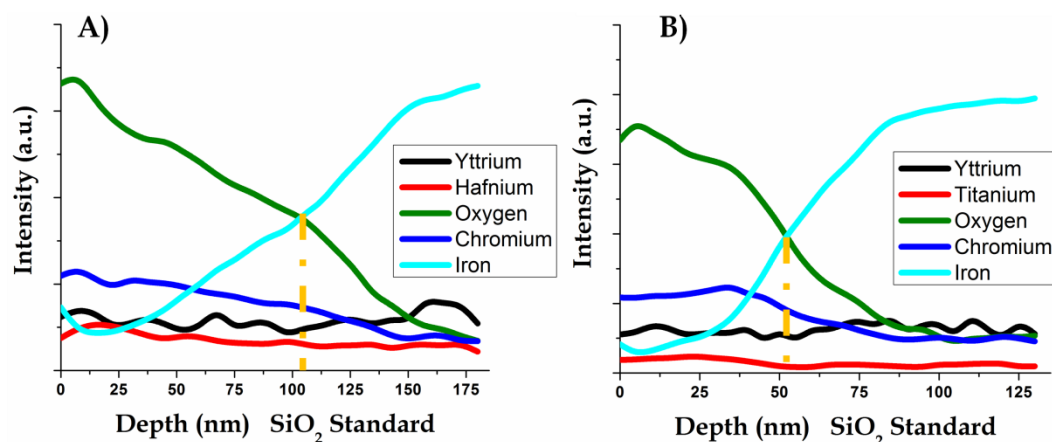 A)
Intensity (a.u.)
Yttrium
Hafnium
Oxygen
Chromium
Iron
0 25 50 75 100 125 150 175
Depth (nm) SiO₂ Standard
B)
Intensity (a.u.)
Yttrium
Titanium
Oxygen
Chromium
Iron
0 25 50 75 100 125
Depth (nm) SiO₂ Standard